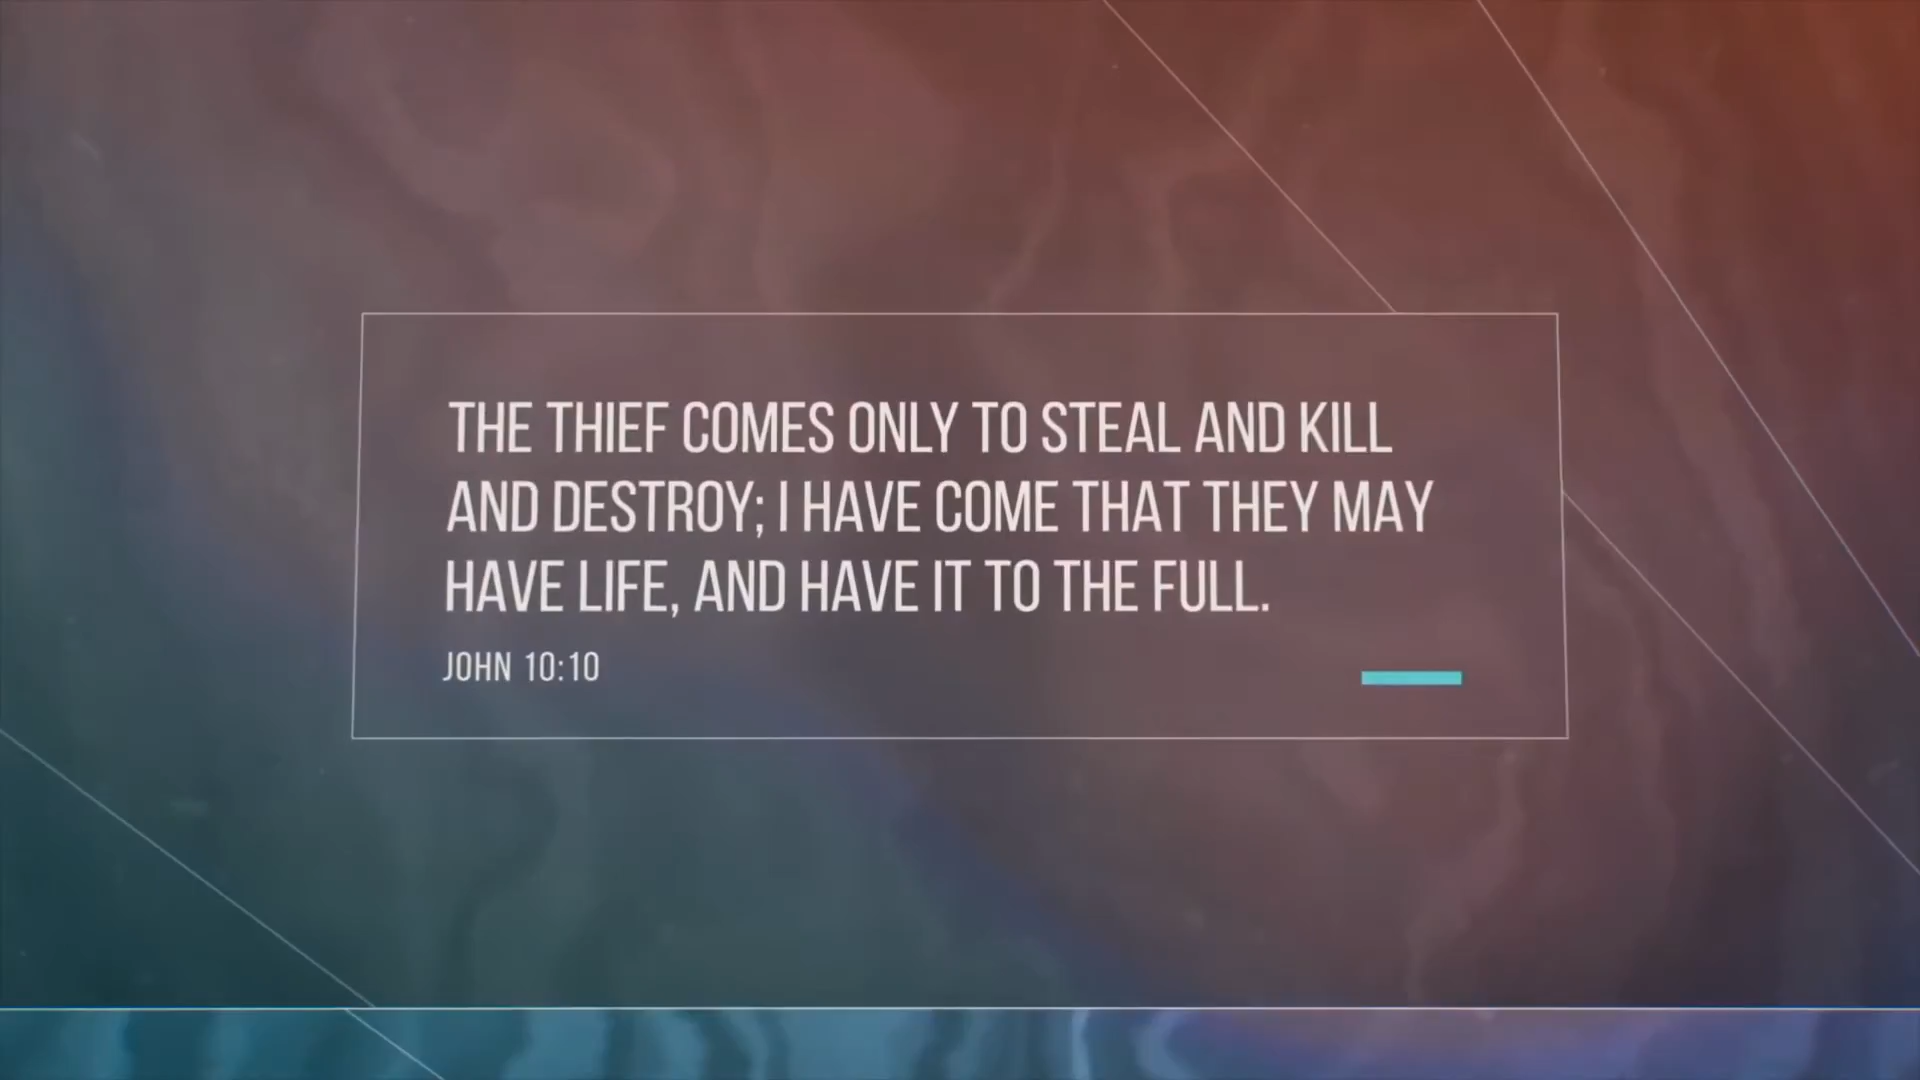 THE THIEF COMES ONLY TO STEAL AND KILL
AND DESTROY; I HAVE COME THAT THEY MAY
HAVE LIFE, AND HAVE IT TO THE FULL.
JOHN 10:10